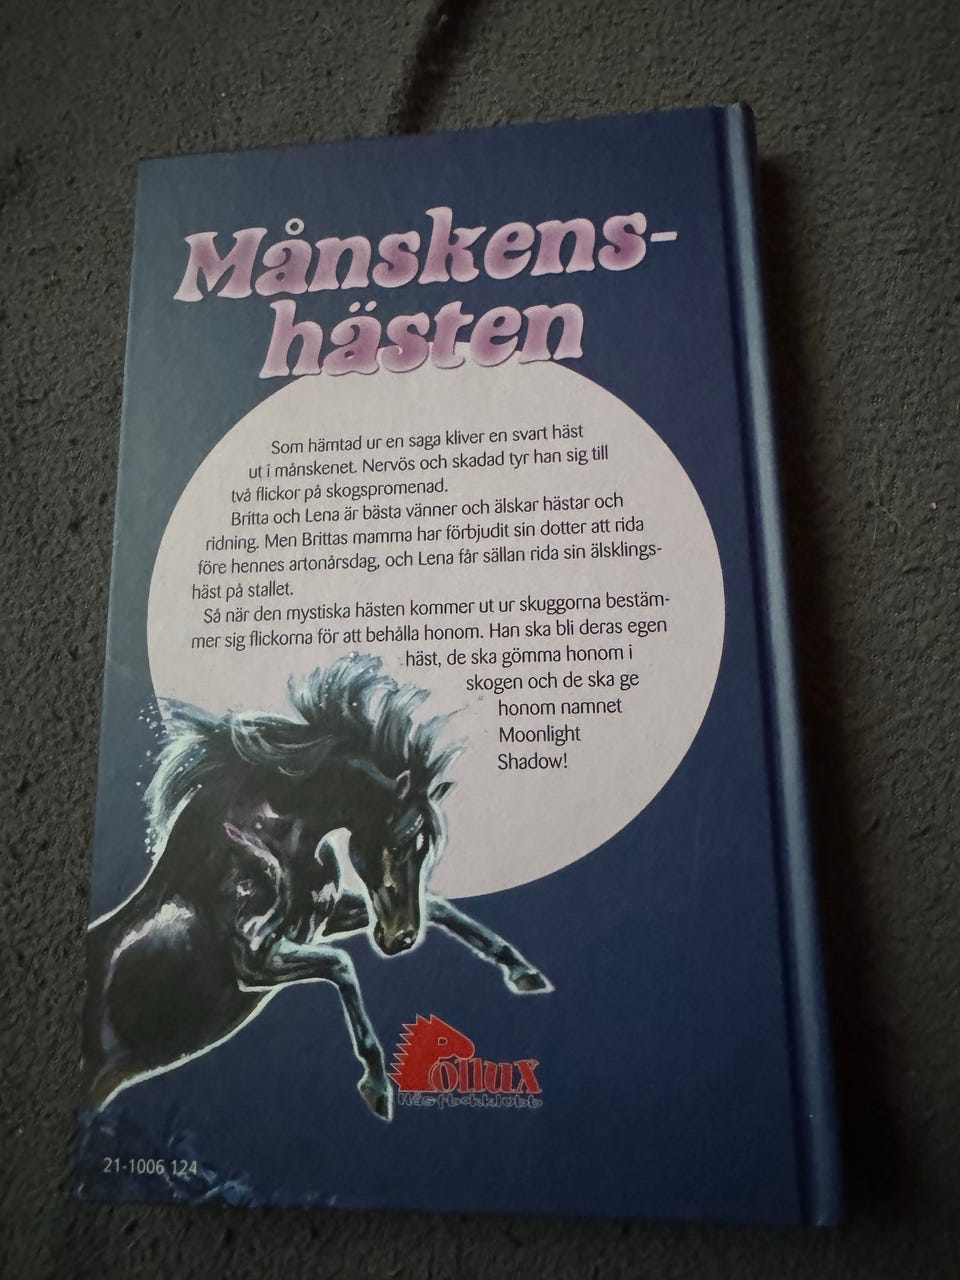 Månskens-
hästen
Som hämtad ur en saga kliver en svart häst
ut i månskenet. Nervös och skadad tyr han sig till
två flickor på skogspromenad.
Britta och Lena är bästa vänner och älskar hästar och
ridning. Men Brittas mamma har förbjudit sin dotter att rida
före hennes artonårsdag, och Lena får sällan rida sin älsklings-
häst på stallet.
Så när den mystiska hästen kommer ut ur skuggorna bestäm-
mer sig flickorna för att behålla honom. Han ska bli deras egen
häst, de ska gömma honom i
skogen och de ska ge
honom namnet
Moonlight
Shadow!
Pollux
Hästbokklubb
21-1006 124